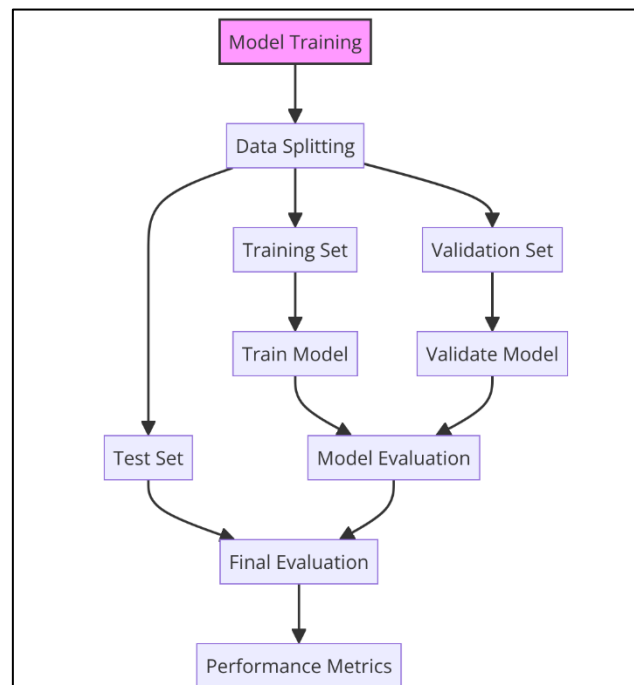 Model Training
Data Splitting
Training Set
Validation Set
Train Model
Validate Model
Test Set
Model Evaluation
Final Evaluation
Performance Metrics